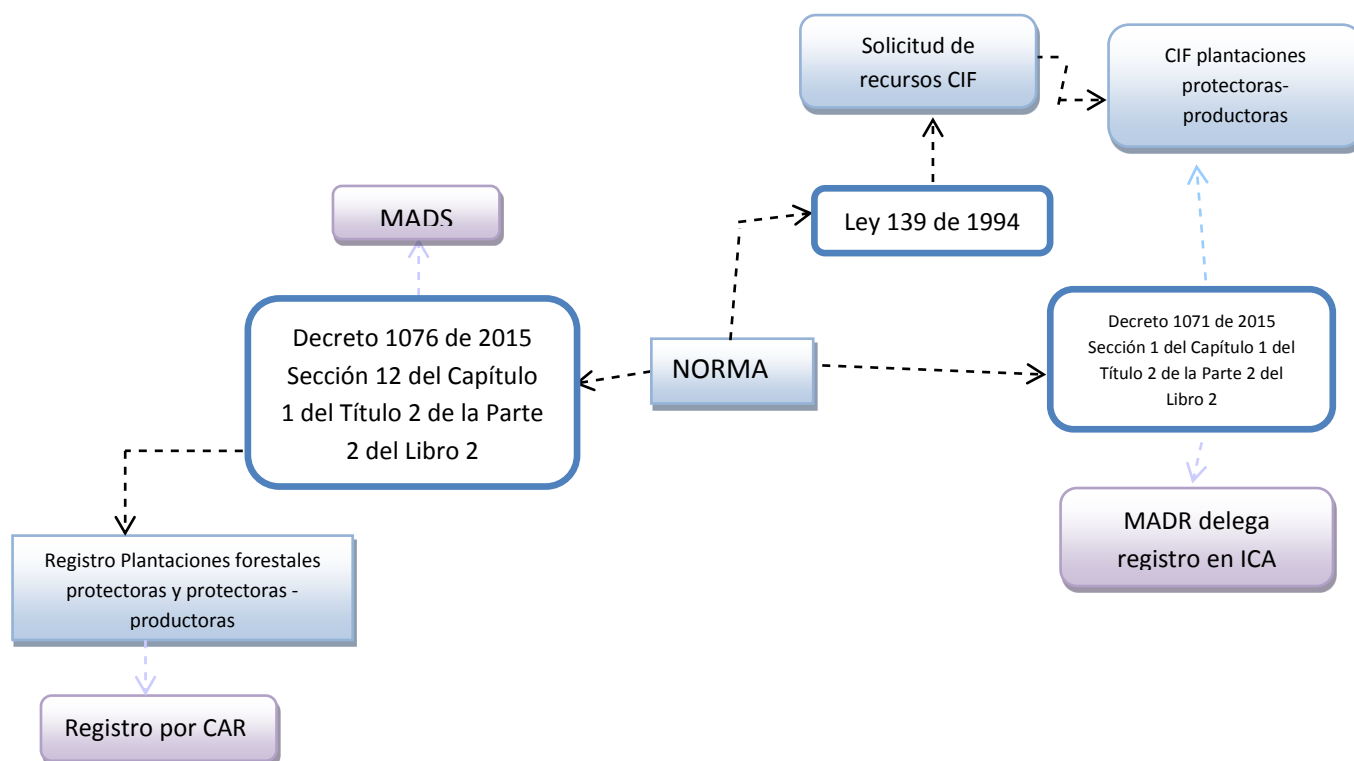 Solicitud de
recursos CIF
CIF plantaciones
protectoras-
productoras
MADS
Ley 139 de 1994
Decreto 1076 de 2015
Sección 12 del Capítulo
1 del Título 2 de la Parte
2 del Libro 2
NORMA
Decreto 1071 de 2015
Sección 1 del Capítulo 1 del
Título 2 de la Parte 2 del
Libro 2
MADR delega
registro en ICA
Registro Plantaciones forestales
protectoras y protectoras -
productoras
Registro por CAR